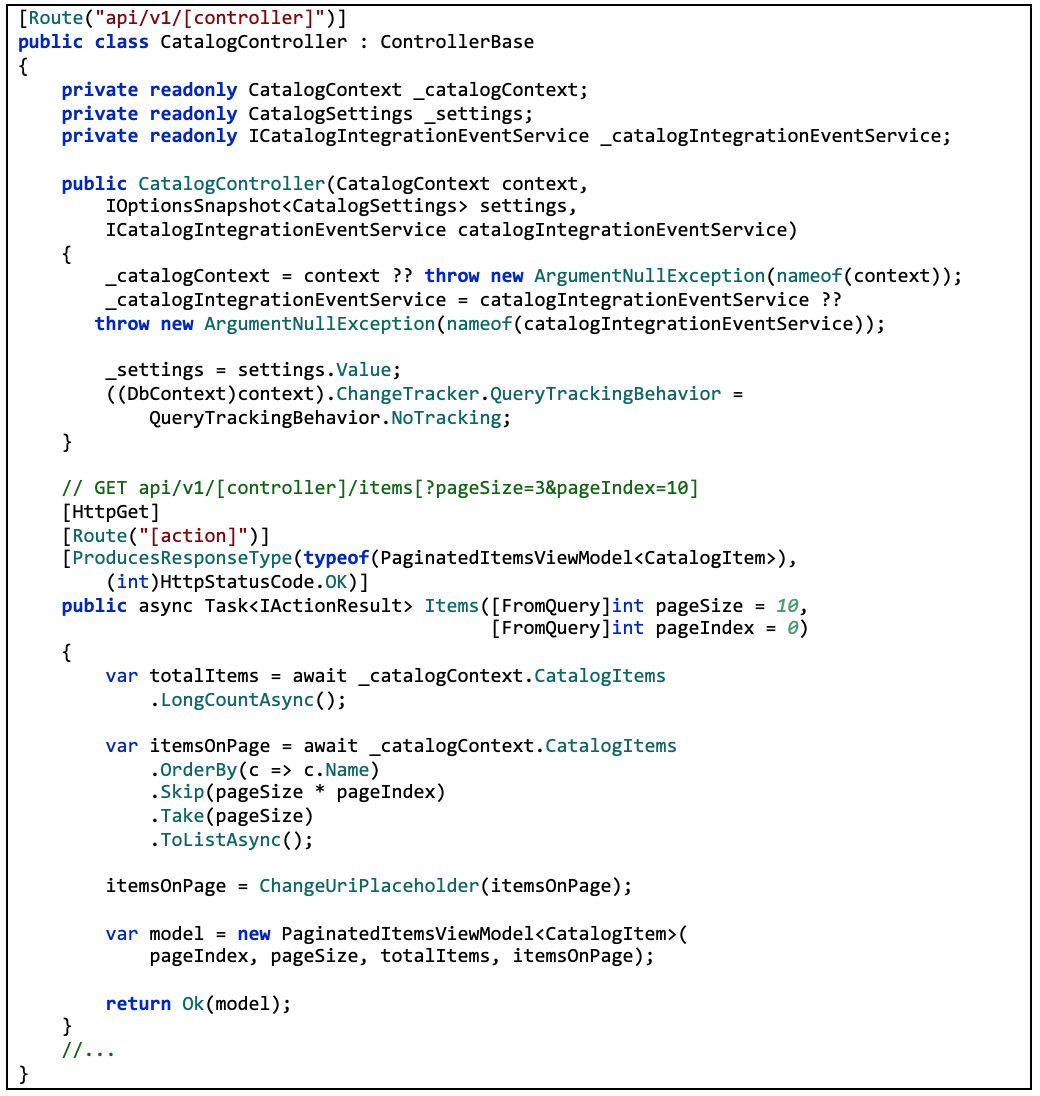 [Route("api/v1/[controller]")]
public class CatalogController : ControllerBase
{
    private readonly CatalogContext _catalogContext;
    private readonly CatalogSettings _settings;
    private readonly ICatalogIntegrationEventService _catalogIntegrationEventService;

    public CatalogController(CatalogContext context,
        IOptionsSnapshot<CatalogSettings> settings,
        ICatalogIntegrationEventService catalogIntegrationEventService)
    {
        _catalogContext = context ?? throw new ArgumentNullException(nameof(context));
        _catalogIntegrationEventService = catalogIntegrationEventService ??
       throw new ArgumentNullException(nameof(catalogIntegrationEventService));

        _settings = settings.Value;
        ((DbContext)context).ChangeTracker.QueryTrackingBehavior =
            QueryTrackingBehavior.NoTracking;
    }

    // GET api/v1/[controller]/items[?pageSize=3&pageIndex=10]
    [HttpGet]
    [Route("[action]")]
    [ProducesResponseType(typeof(PaginatedItemsViewModel<CatalogItem>),
        (int)HttpStatusCode.OK)]
    public async Task<IActionResult> Items([FromQuery]int pageSize = 10,
                                           [FromQuery]int pageIndex = 0)
    {
        var totalItems = await _catalogContext.CatalogItems
            .LongCountAsync();

        var itemsOnPage = await _catalogContext.CatalogItems
            .OrderBy(c => c.Name)
            .Skip(pageSize * pageIndex)
            .Take(pageSize)
            .ToListAsync();

        itemsOnPage = ChangeUriPlaceholder(itemsOnPage);

        var model = new PaginatedItemsViewModel<CatalogItem>(
            pageIndex, pageSize, totalItems, itemsOnPage);

        return Ok(model);
    }
    //...
}